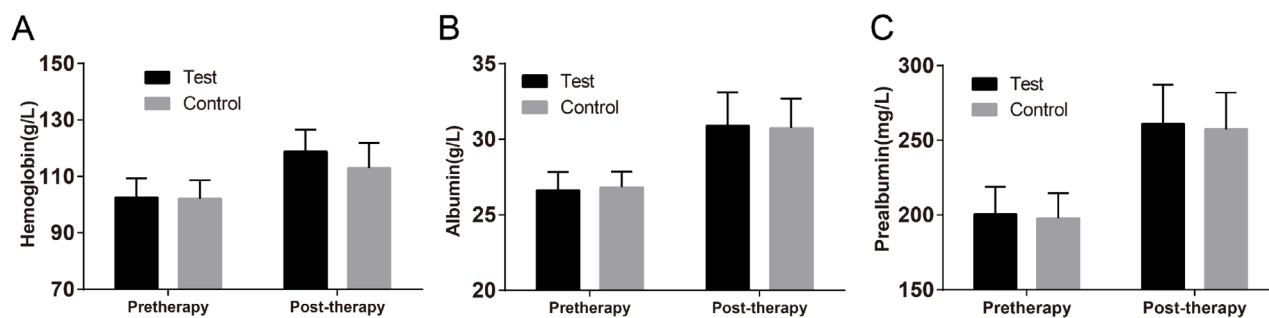 A
Hemoglobin(g/L)
150
130
110
90
70
Test
Control
Pretherapy
Post-therapy
B
Albumin(g/L)
35
30
25
20
Test
Control
Pretherapy
Post-therapy
C
Prealbumin(mg/L)
300
250
200
150
Test
Control
Pretherapy
Post-therapy